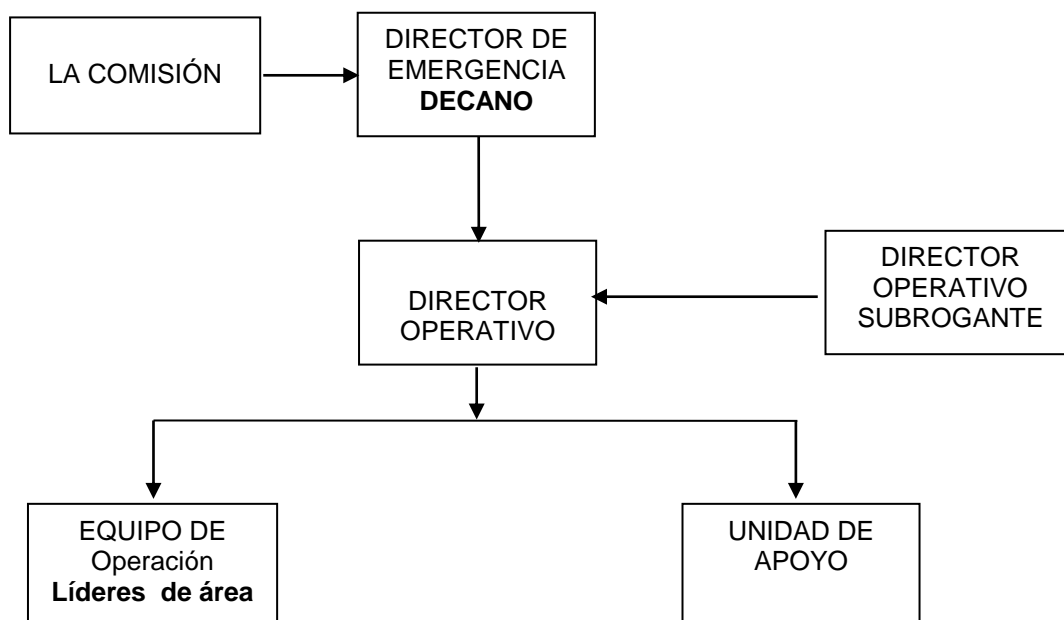 LA COMISIÓN
DIRECTOR DE
EMERGENCIA
DECANO
DIRECTOR
OPERATIVO
DIRECTOR
OPERATIVO
SUBROGANTE
EQUIPO DE
Operación
Líderes de área
UNIDAD DE
APOYO